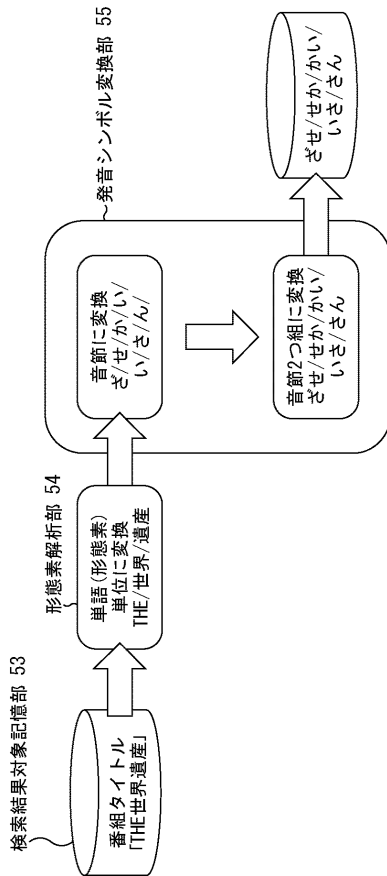 検索結果対象記憶部 53
番組タイトル
「THE世界遺産」
形態素解析部 54
単語(形態素)
単位に変換
THE/世界/遺産
発音シンボル変換部 55
音節に変換
ざ/せ/か/い/
い/さ/ん/
音節2つ組に変換
ざせ/せか/かい/
いさ/さん
ざせ/せか/かい/
いさ/さん